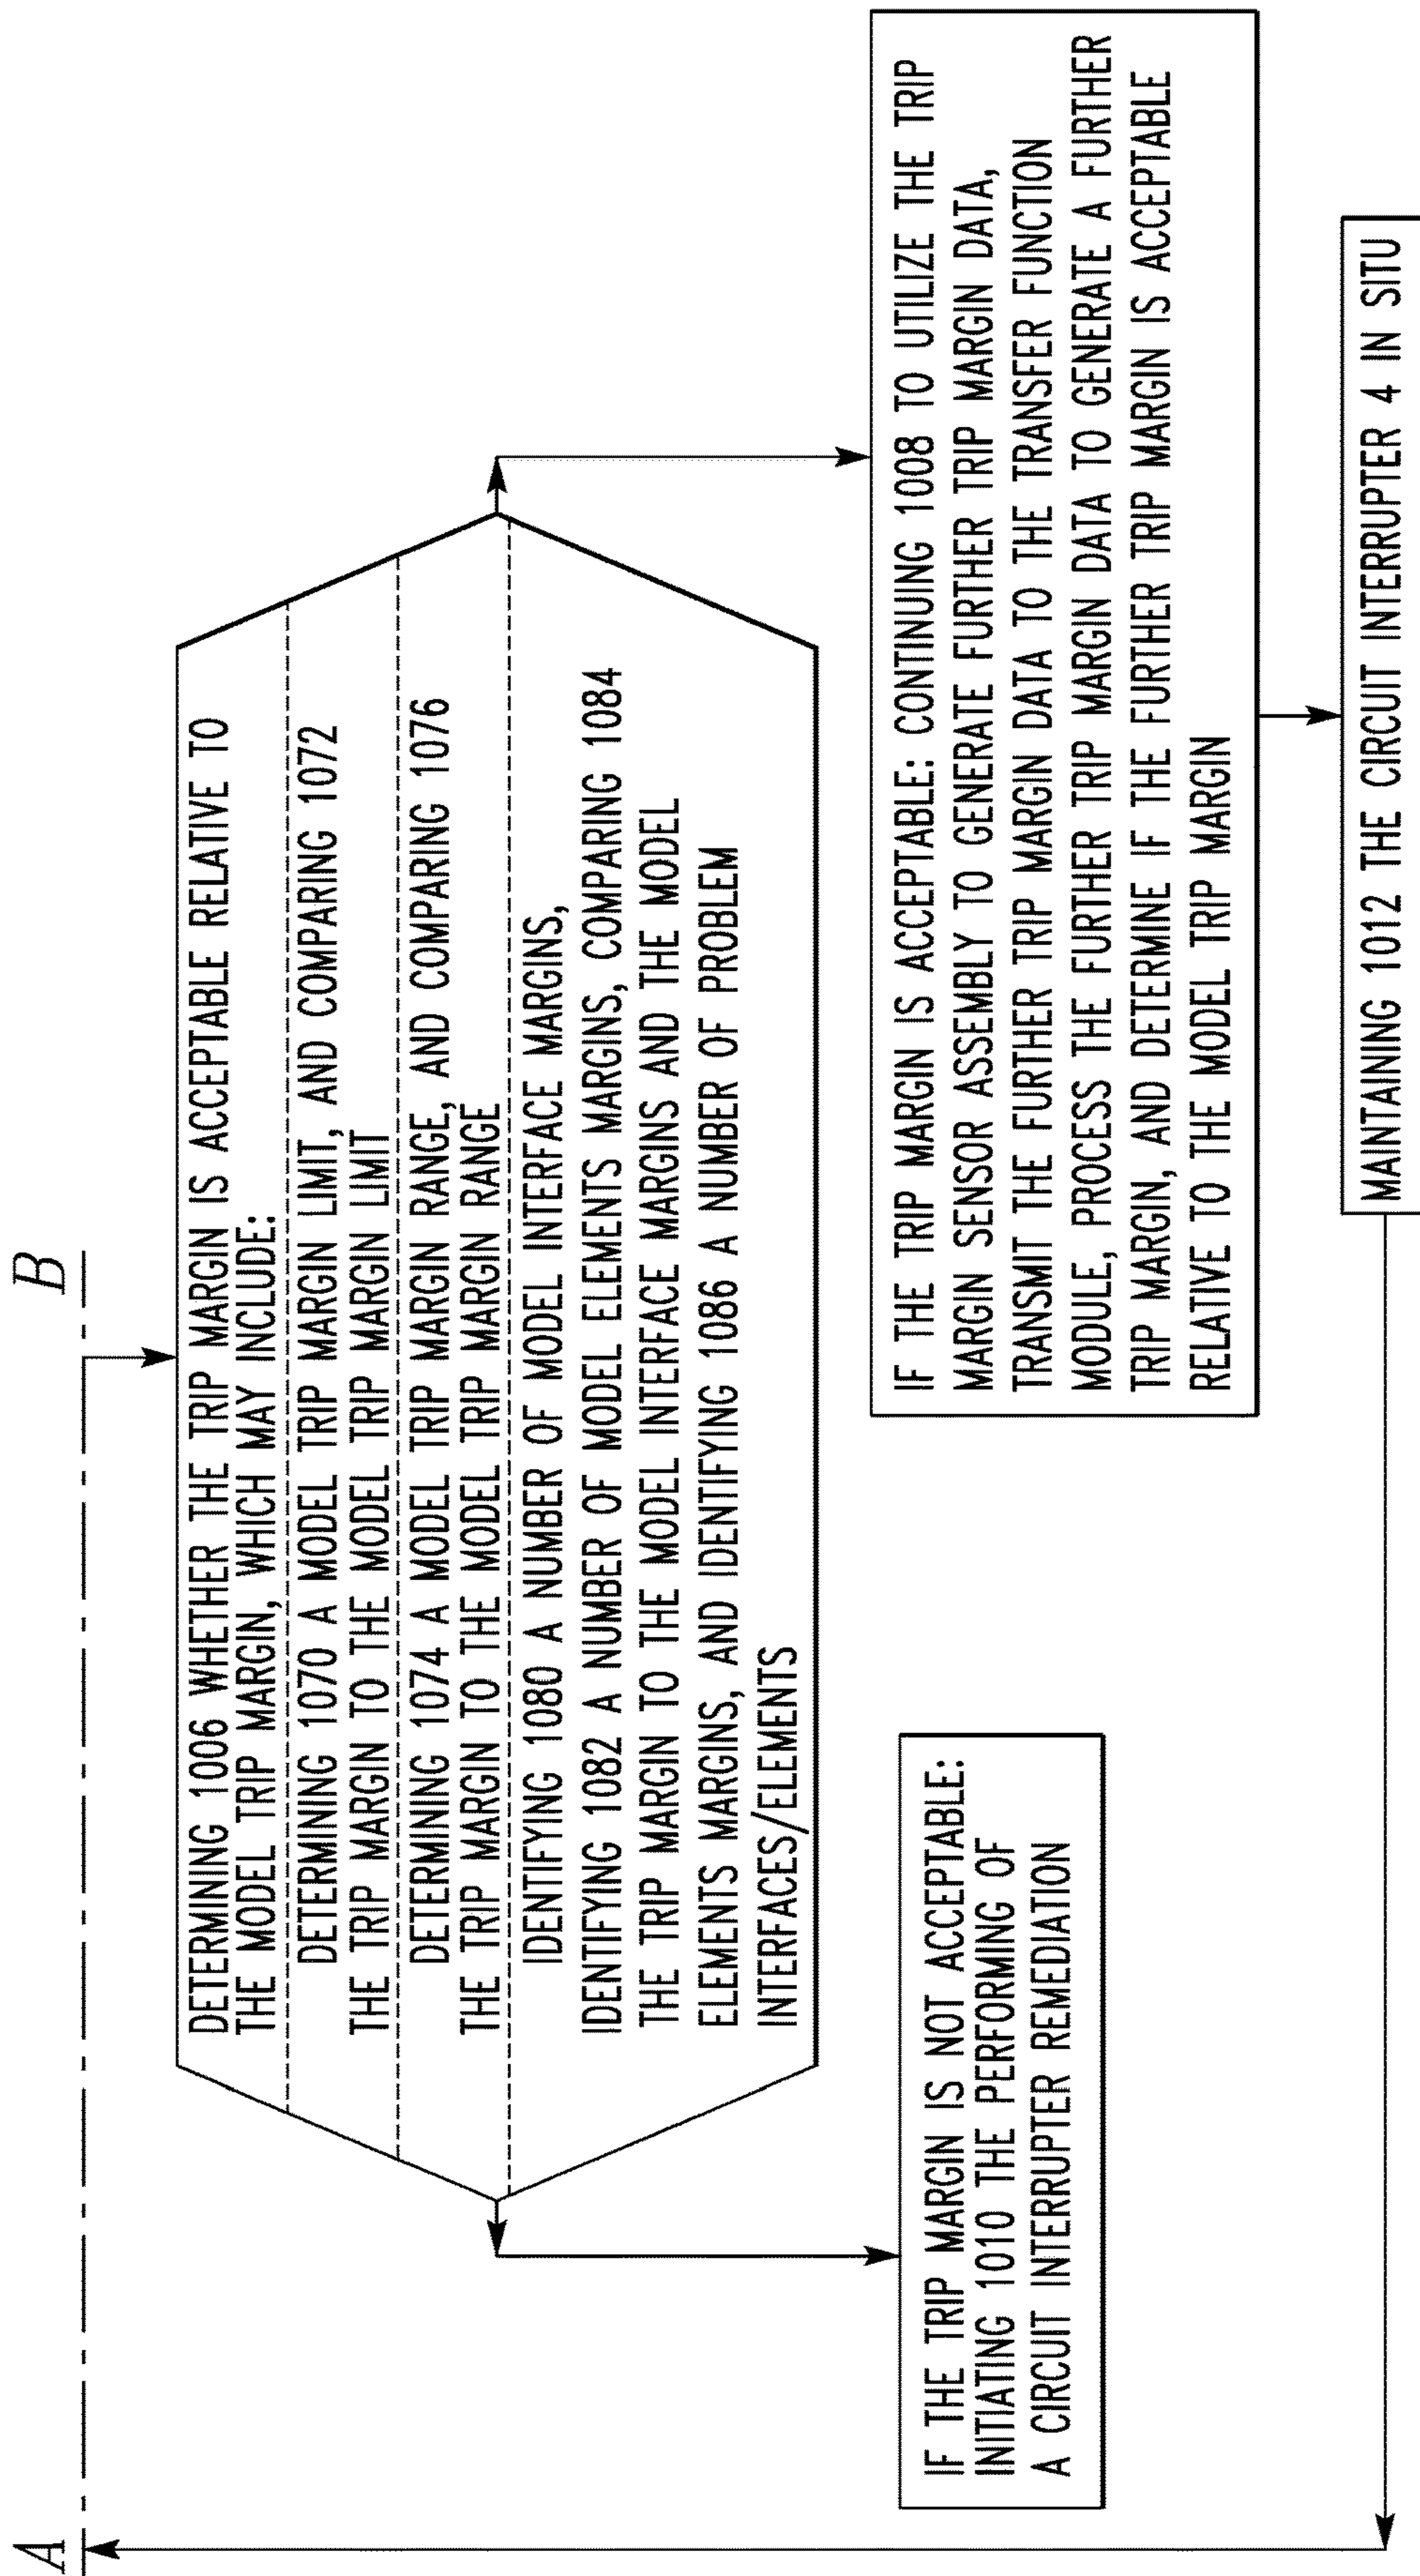 A
B
DETERMINING 1006 WHETHER THE TRIP MARGIN IS ACCEPTABLE RELATIVE TO
THE MODEL TRIP MARGIN, WHICH MAY INCLUDE:
DETERMINING 1070 A MODEL TRIP MARGIN LIMIT, AND COMPARING 1072
THE TRIP MARGIN TO THE MODEL TRIP MARGIN LIMIT
DETERMINING 1074 A MODEL TRIP MARGIN RANGE, AND COMPARING 1076
THE TRIP MARGIN TO THE MODEL TRIP MARGIN RANGE
IDENTIFYING 1080 A NUMBER OF MODEL INTERFACE MARGINS,
IDENTIFYING 1082 A NUMBER OF MODEL ELEMENTS MARGINS, COMPARING 1084
THE TRIP MARGIN TO THE MODEL INTERFACE MARGINS AND THE MODEL
ELEMENTS MARGINS, AND IDENTIFYING 1086 A NUMBER OF PROBLEM
INTERFACES/ELEMENTS
IF THE TRIP MARGIN IS NOT ACCEPTABLE:
INITIATING 1010 THE PERFORMING OF
A CIRCUIT INTERRUPTER REMEDIATION
IF THE TRIP MARGIN IS ACCEPTABLE: CONTINUING 1008 TO UTILIZE THE TRIP
MARGIN SENSOR ASSEMBLY TO GENERATE FURTHER TRIP MARGIN DATA,
TRANSMIT THE FURTHER TRIP MARGIN DATA TO THE TRANSFER FUNCTION
MODULE, PROCESS THE FURTHER TRIP MARGIN DATA TO GENERATE A FURTHER
TRIP MARGIN, AND DETERMINE IF THE FURTHER TRIP MARGIN IS ACCEPTABLE
RELATIVE TO THE MODEL TRIP MARGIN
MAINTAINING 1012 THE CIRCUIT INTERRUPTER 4 IN SITU